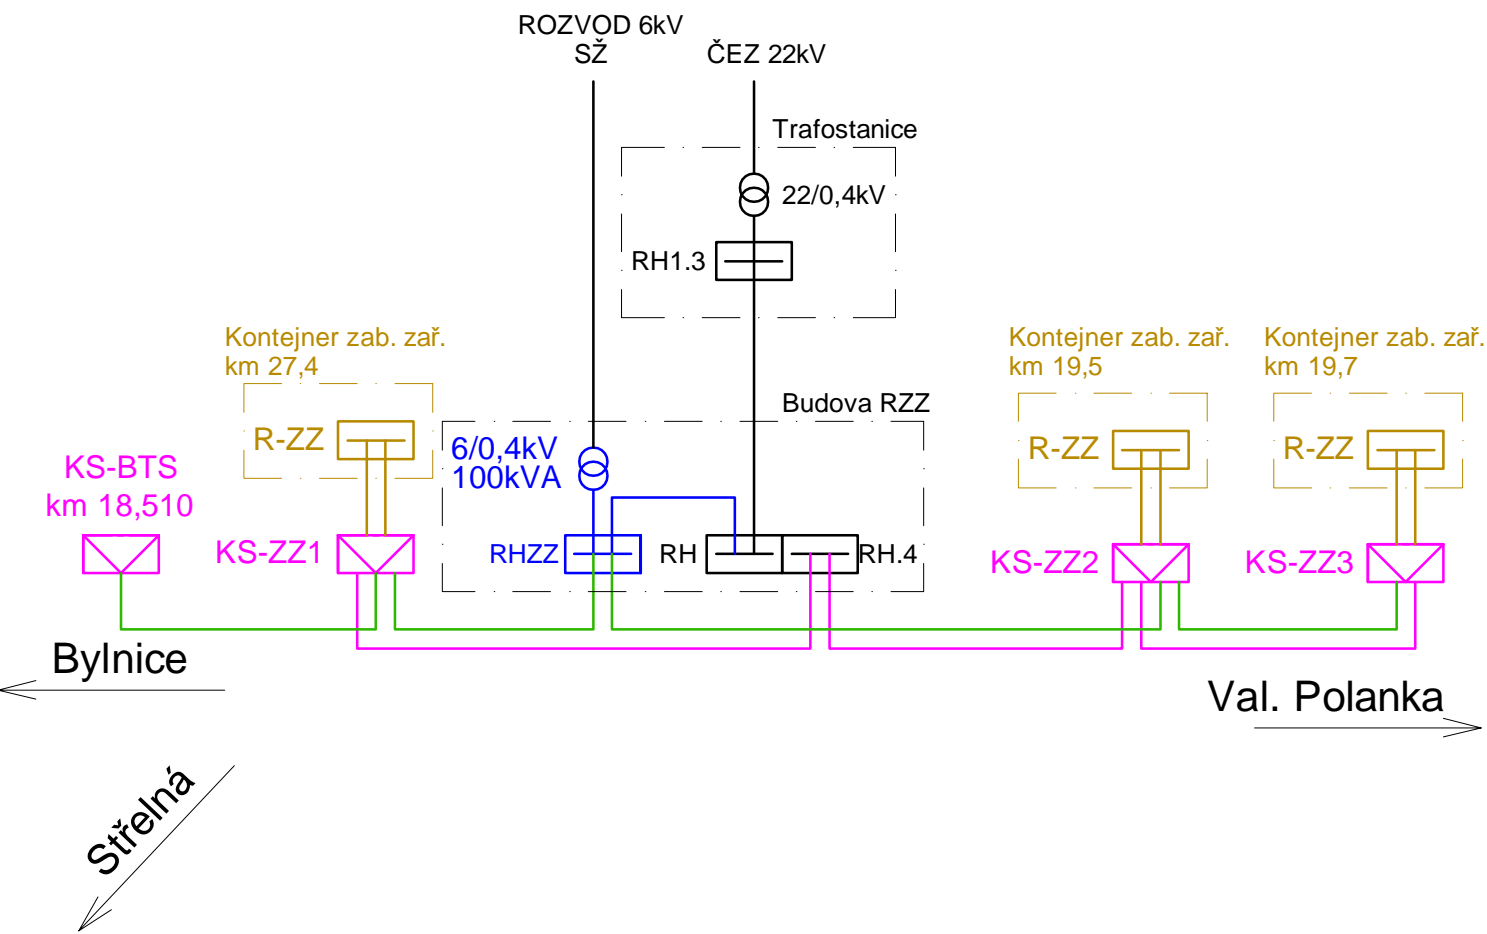 ROZVOD 6kV
SŽ
ČEZ 22kV
Trafostanice
22/0,4kV
RH1.3
Kontejner zab. zař.
km 27,4
R-ZZ
Kontejner zab. zař.
km 19,5
R-ZZ
Kontejner zab. zař.
km 19,7
R-ZZ
Budova RZZ
6/0,4kV
100kVA
KS-BTS
km 18,510
KS-ZZ1
RHZZ
RH
RH.4
KS-ZZ2
KS-ZZ3
Bylnice
Val. Polanka
Střelná